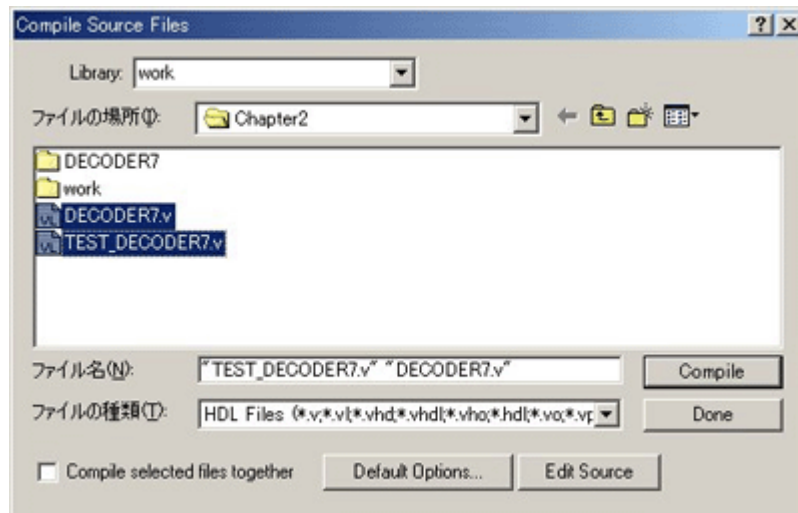 Compile Source Files
Library: work
ファイルの場所(I): Chapter2
DECODER7
work
DECODER7.v
TEST_DECODER7.v
ファイル名(N): "TEST_DECODER7.v" "DECODER7.v" Compile
ファイルの種類(T): HDL Files (*.v;*.vl;*.vhd;*.vhdl;*.vho;*.hdl;*.vo;*.vp Done
Compile selected files together Default Options... Edit Source